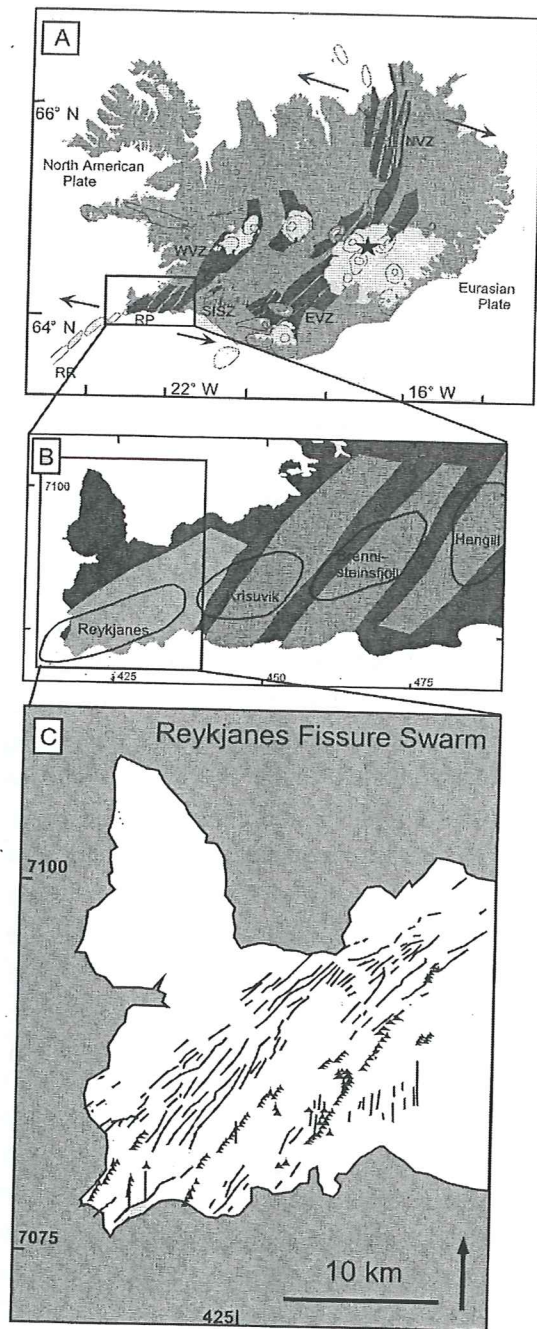 A
66° N
North American
Plate
NVZ
WVZ
Eurasian
Plate
64° N
RP
SISZ
EVZ
RR
22° W
16° W
B
7100
Hengill
Brenni-
steinsfjöll
Krisuvik
Reykjanes
425
450
475
C
Reykjanes Fissure Swarm
7100
7075
10 km
425